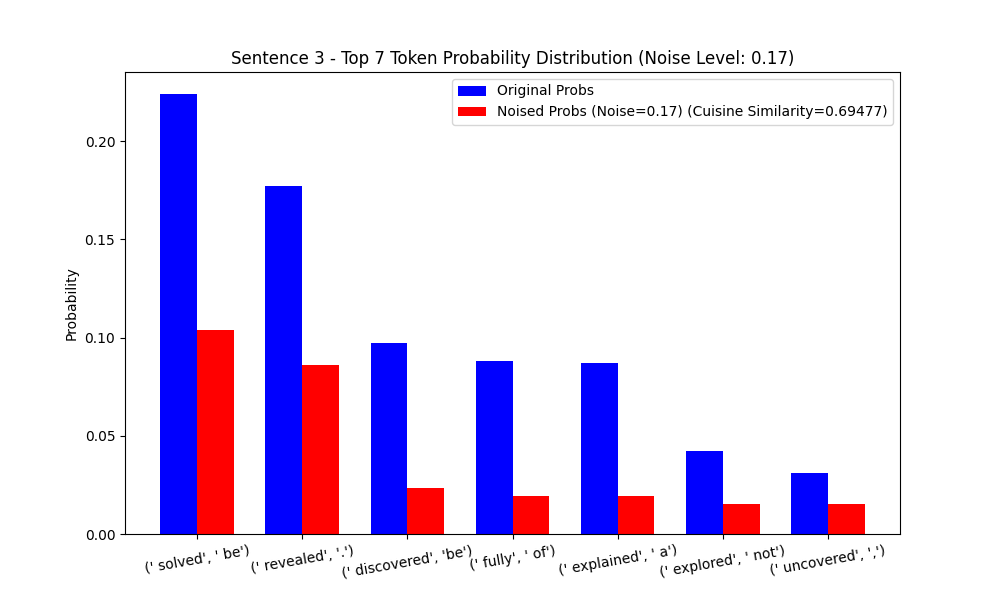 Sentence 3 - Top 7 Token Probability Distribution (Noise Level: 0.17)
Original Probs
Noised Probs (Noise=0.17) (Cuisine Similarity=0.69477)
Probability
0.20
0.15
0.10
0.05
0.00
(' solved', ' be')
(' revealed', '.')
(' discovered', 'be')
(' fully', ' of')
(' explained', ' a')
(' explored', ' not')
(' uncovered', ',')